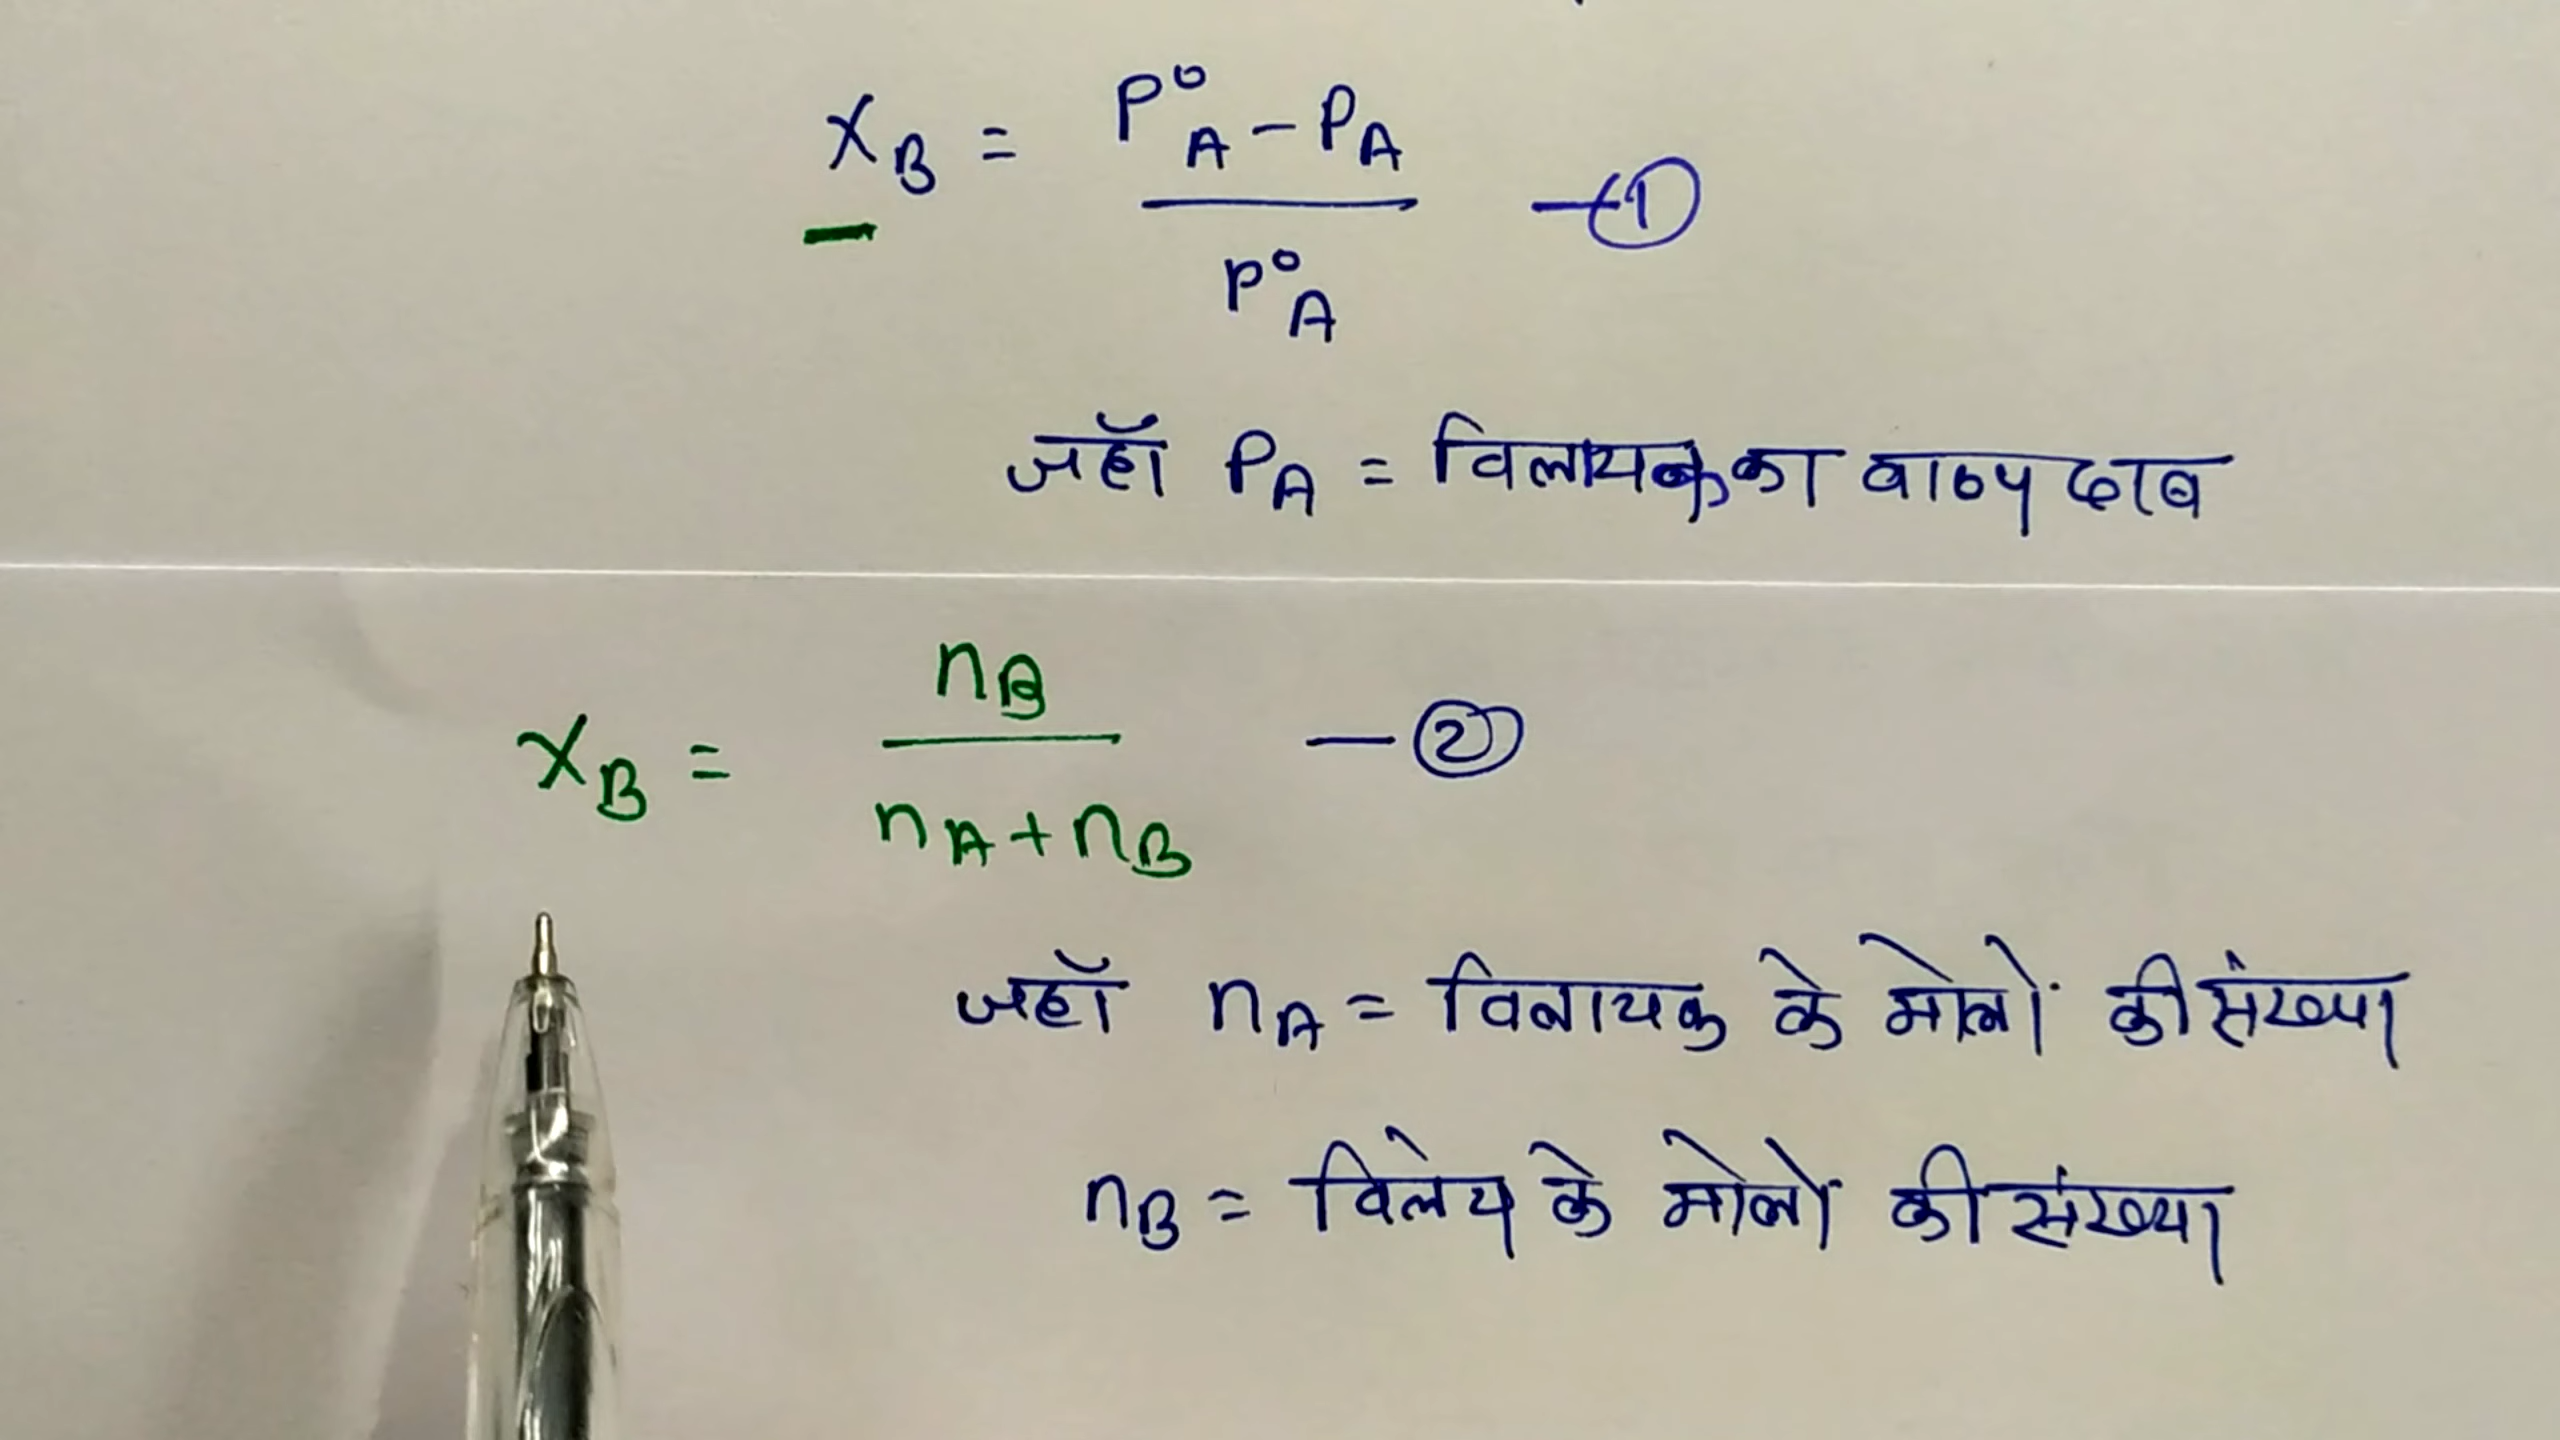 X_B = (P°_A - P_A) / P°_A —①
जहाँ P_A = विलायक का वाष्प दाब
X_B = n_B / (n_A + n_B) —②
जहाँ n_A = विलायक के मोलों की संख्या
n_B = विलेय के मोलों की संख्या